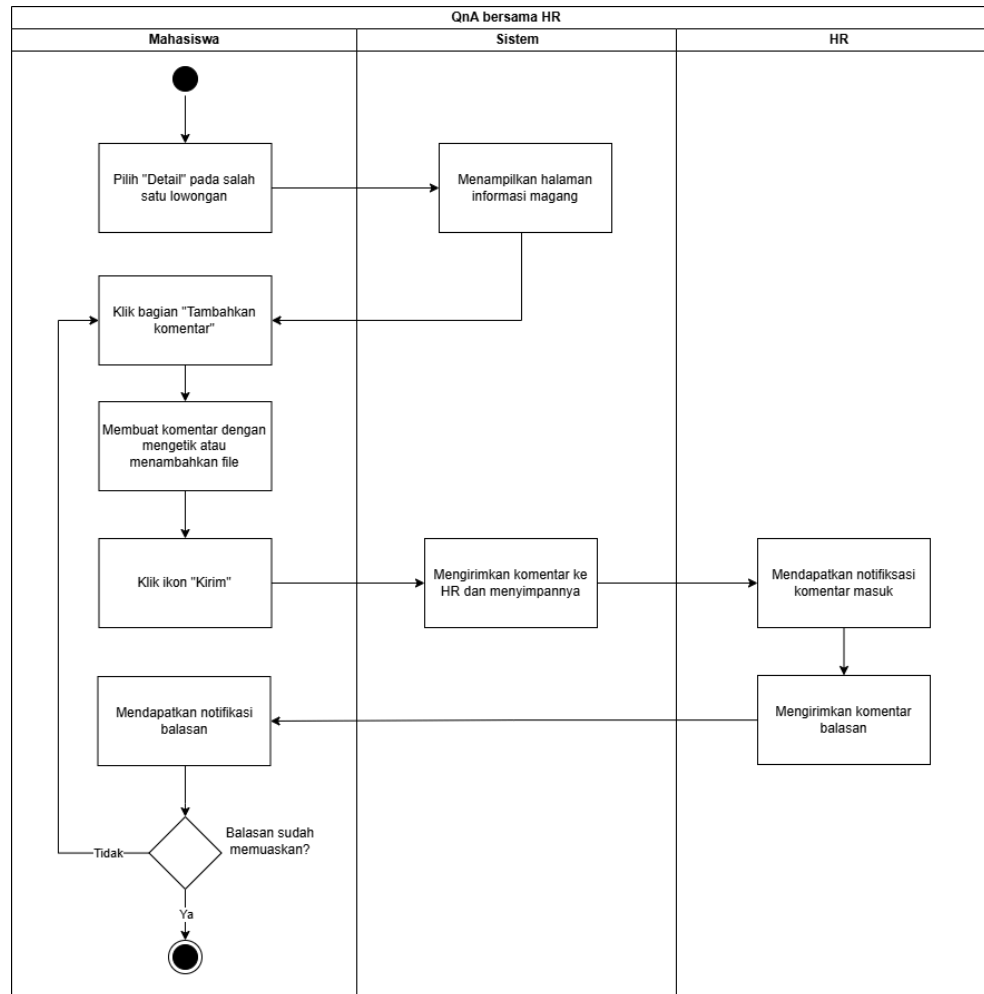 QnA bersama HR
Mahasiswa
Sistem
HR
Pilih "Detail" pada salah
satu lowongan
Menampilkan halaman
informasi magang
Klik bagian "Tambahkan
komentar"
Membuat komentar dengan
mengetik atau
menambahkan file
Klik ikon "Kirim"
Mengirimkan komentar ke
HR dan menyimpannya
Mendapatkan notifiksasi
komentar masuk
Mendapatkan notifikasi
balasan
Mengirimkan komentar
balasan
Balasan sudah
memuaskan?
Tidak
Ya